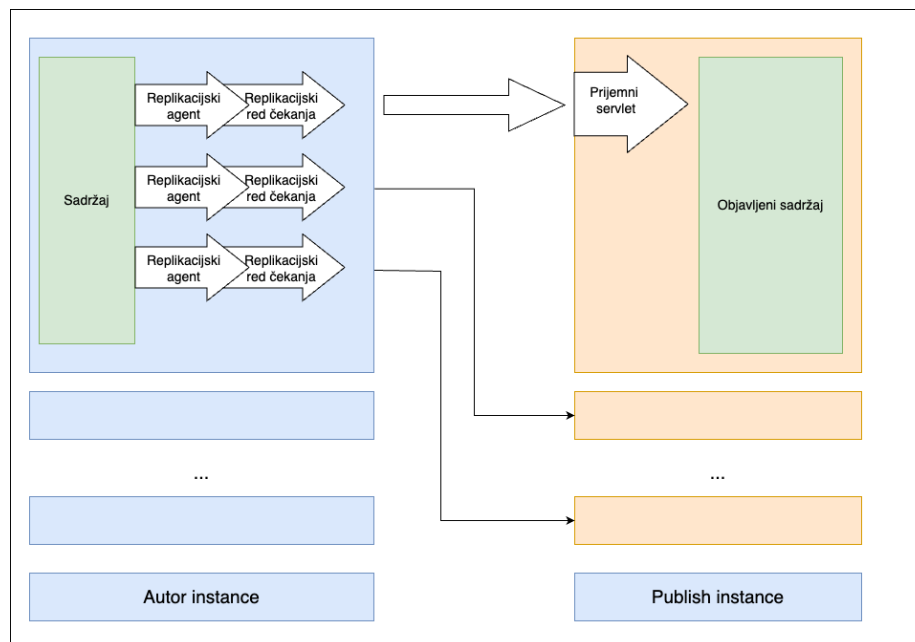 Sadržaj
Replikacijski
agent
Replikacijski
red čekanja
Replikacijski
agent
Replikacijski
red čekanja
Replikacijski
agent
Replikacijski
red čekanja
Prijemni
servlet
Objavljeni sadržaj
...
...
Autor instance
Publish instance